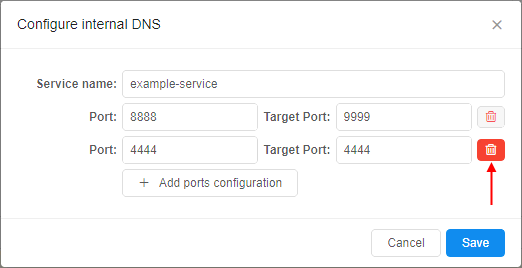 Configure internal DNS
Service name: example-service
Port: 8888 Target Port: 9999
Port: 4444 Target Port: 4444
+ Add ports configuration
Cancel Save